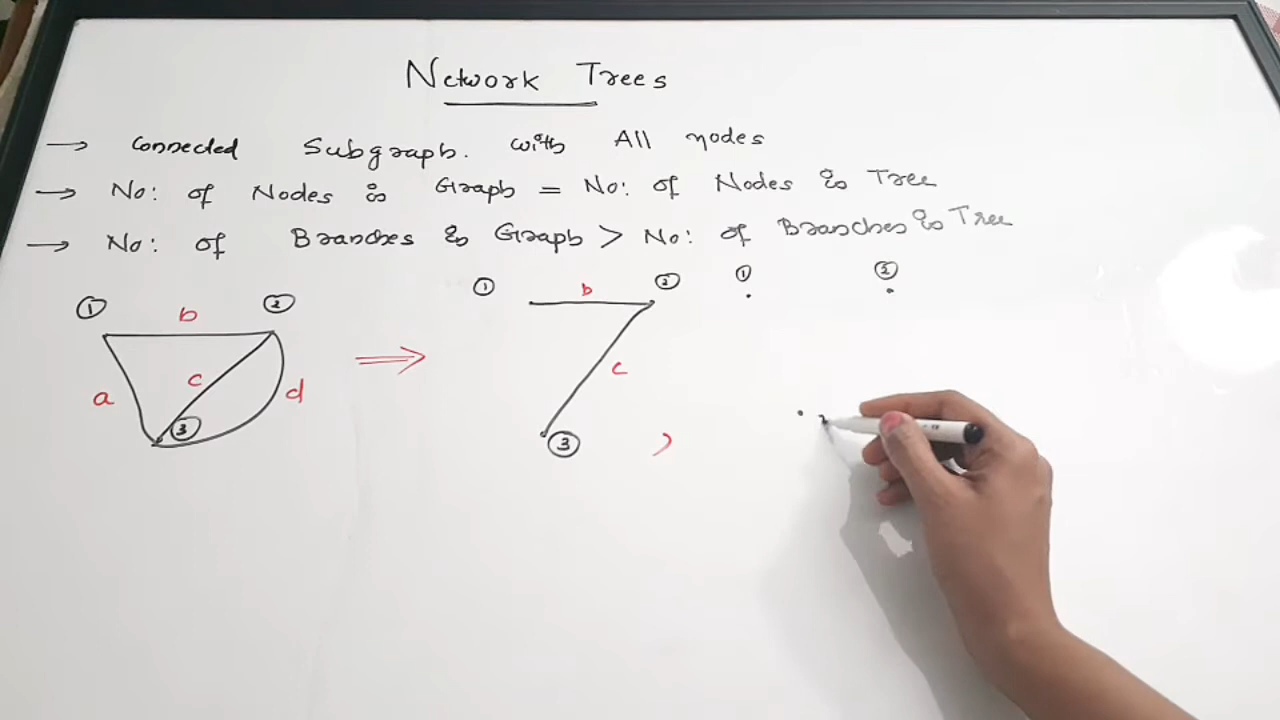 Network Trees
→ Connected Subgraph. with All nodes
→ No: of Nodes in Graph = No: of Nodes in Tree
→ No: of Branches in Graph > No: of Branches in Tree
① ② ① ② ① ②
b b
a c d c
③ ③ ,